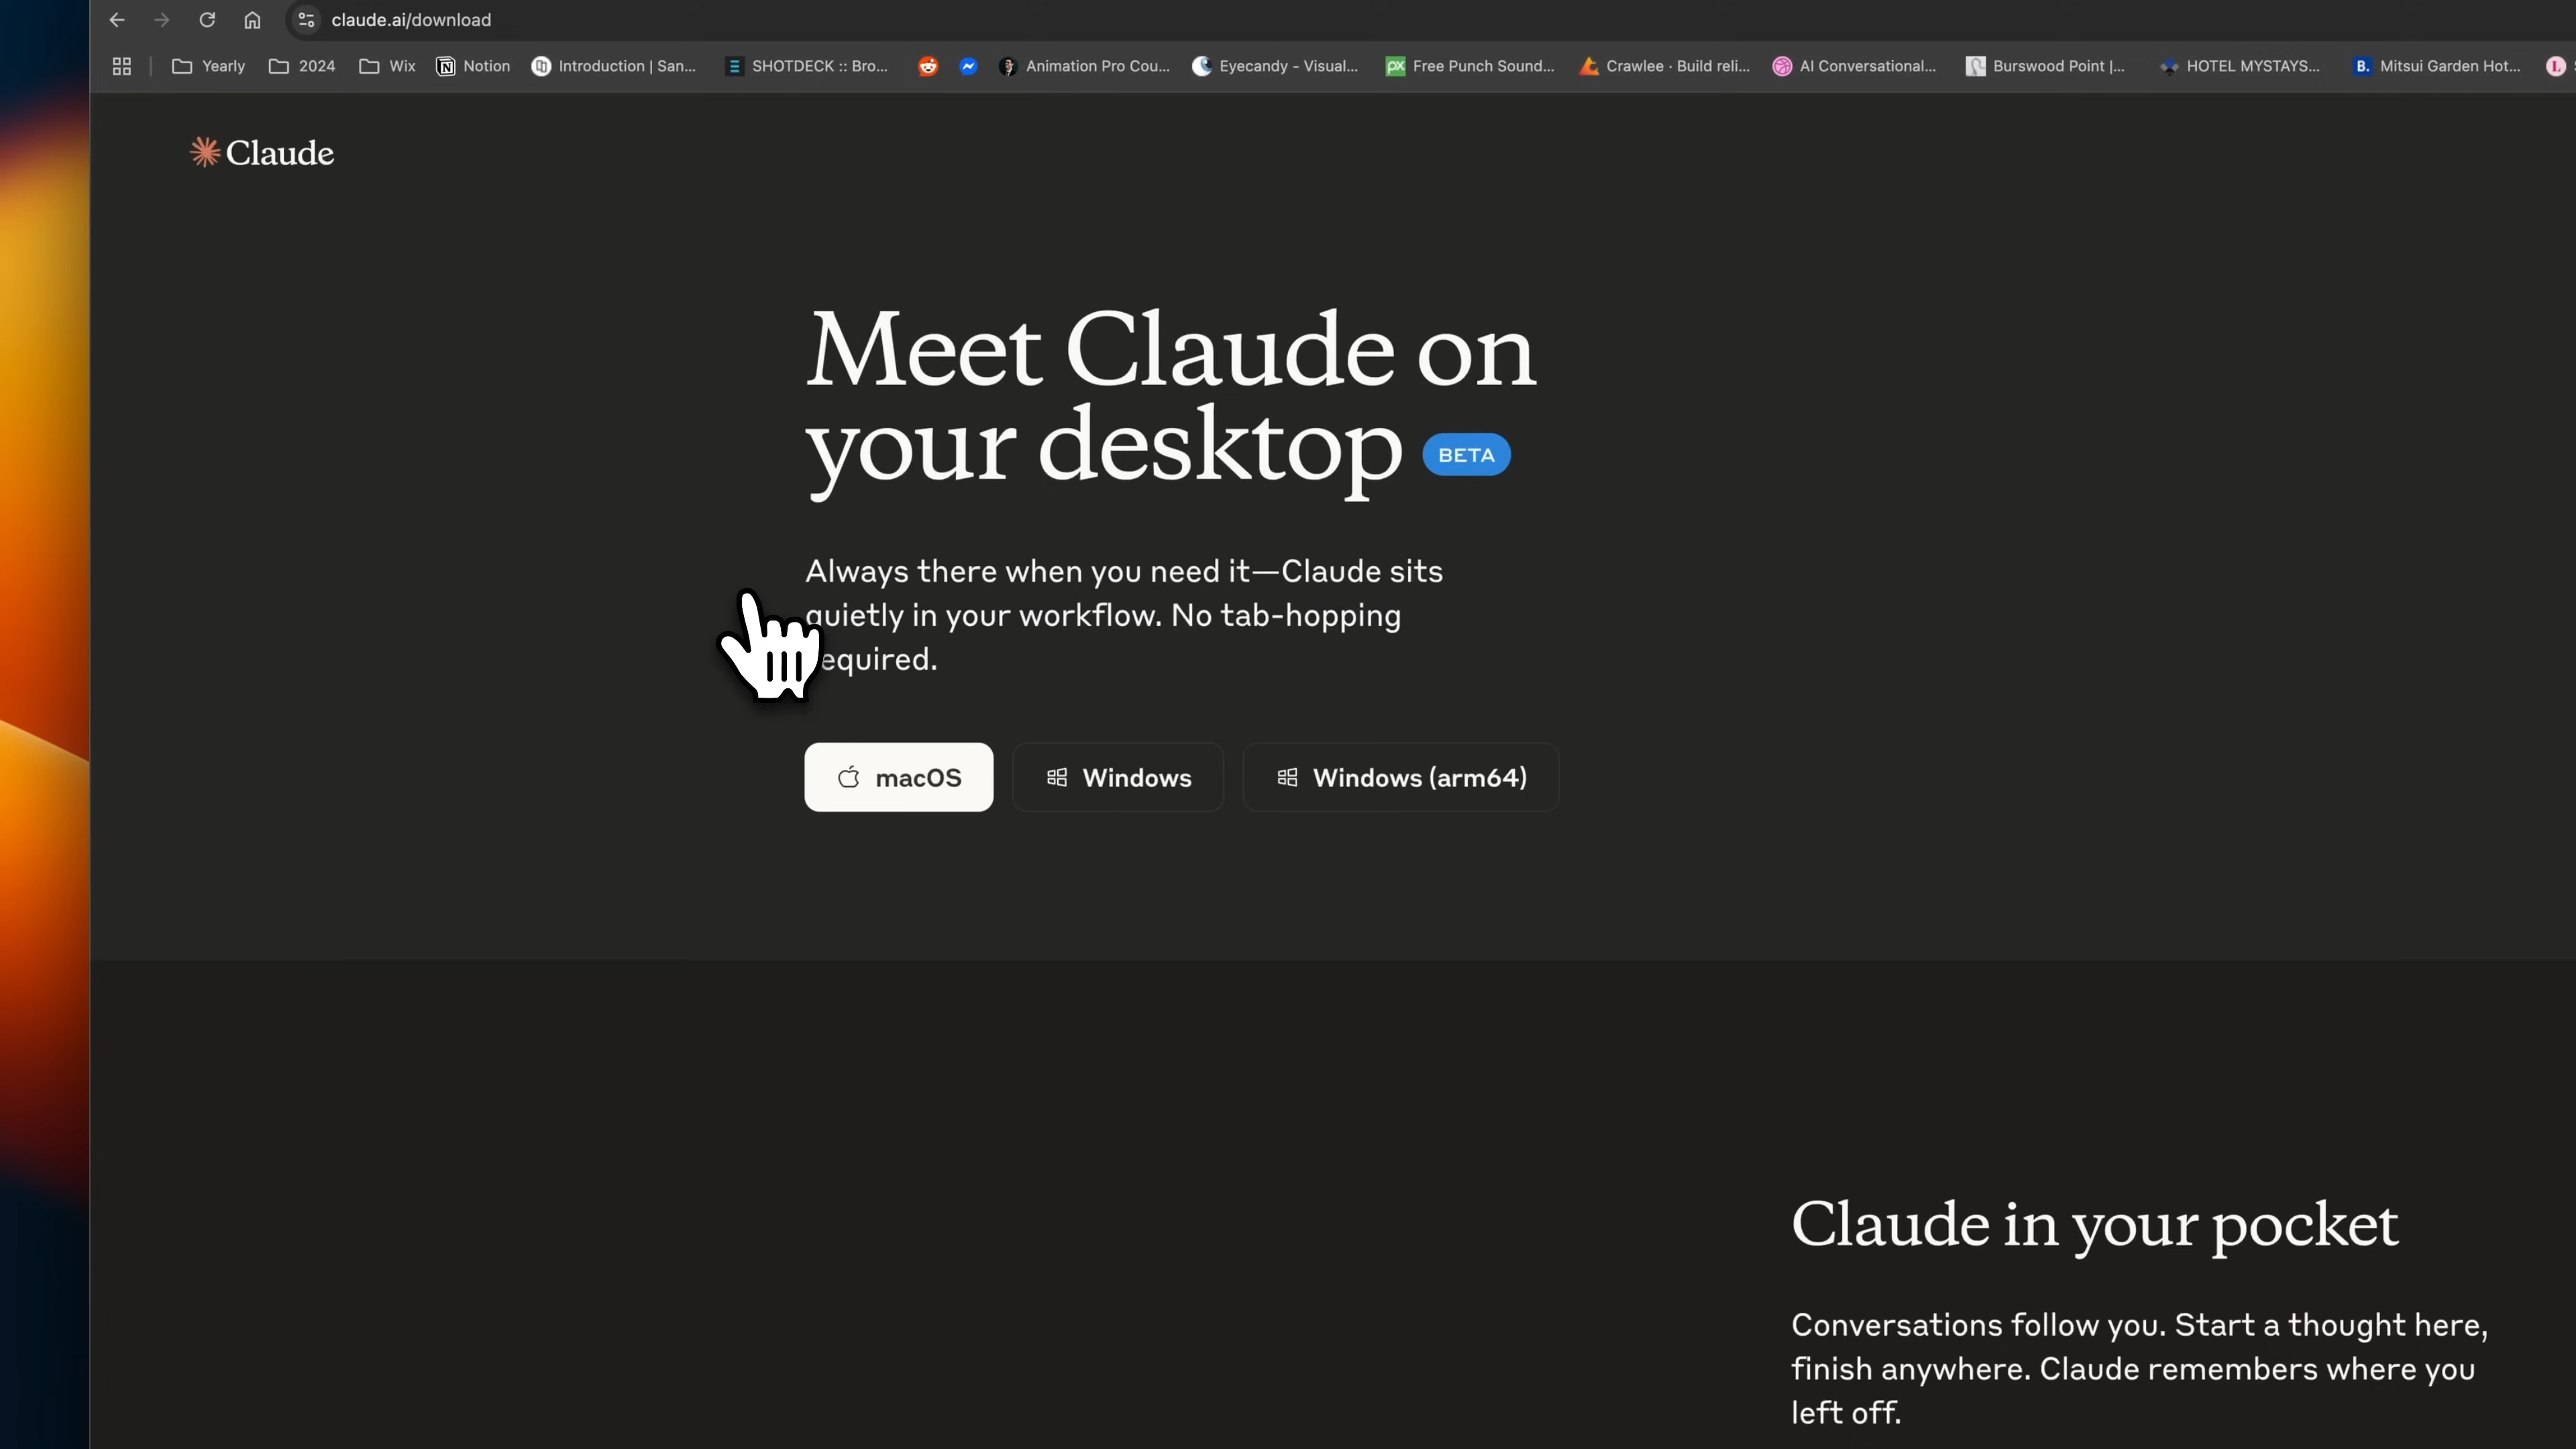 claude.ai/download
Yearly 2024 Wix Notion Introduction | San... SHOTDECK :: Bro... Animation Pro Cou... Eyecandy - Visual... Free Punch Sound... Crawlee · Build reli... AI Conversational... Burswood Point |... HOTEL MYSTAYS... B. Mitsui Garden Hot... L
Claude
Meet Claude on
your desktop BETA
Always there when you need it—Claude sits
quietly in your workflow. No tab-hopping
required.
macOS Windows Windows (arm64)
Claude in your pocket
Conversations follow you. Start a thought here,
finish anywhere. Claude remembers where you
left off.